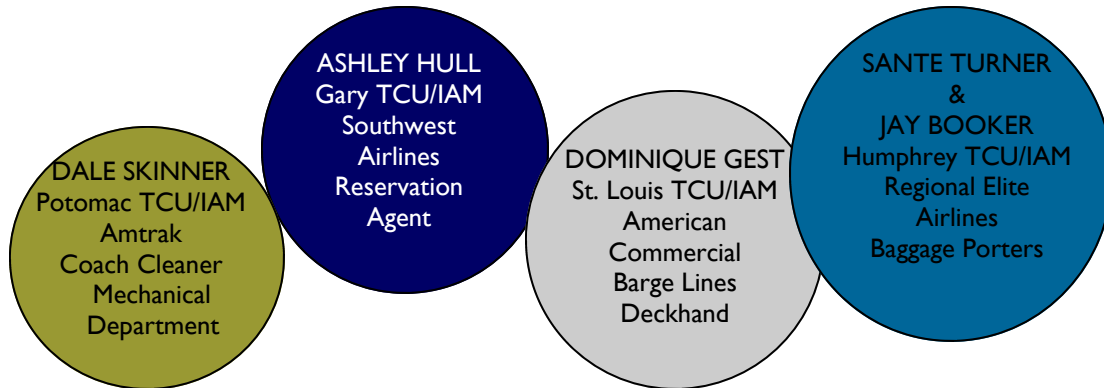 DALE SKINNER
Potomac TCU/IAM
Amtrak
Coach Cleaner
Mechanical
Department
ASHLEY HULL
Gary TCU/IAM
Southwest
Airlines
Reservation
Agent
DOMINIQUE GEST
St. Louis TCU/IAM
American
Commercial
Barge Lines
Deckhand
SANTE TURNER
&
JAY BOOKER
Humphrey TCU/IAM
Regional Elite
Airlines
Baggage Porters